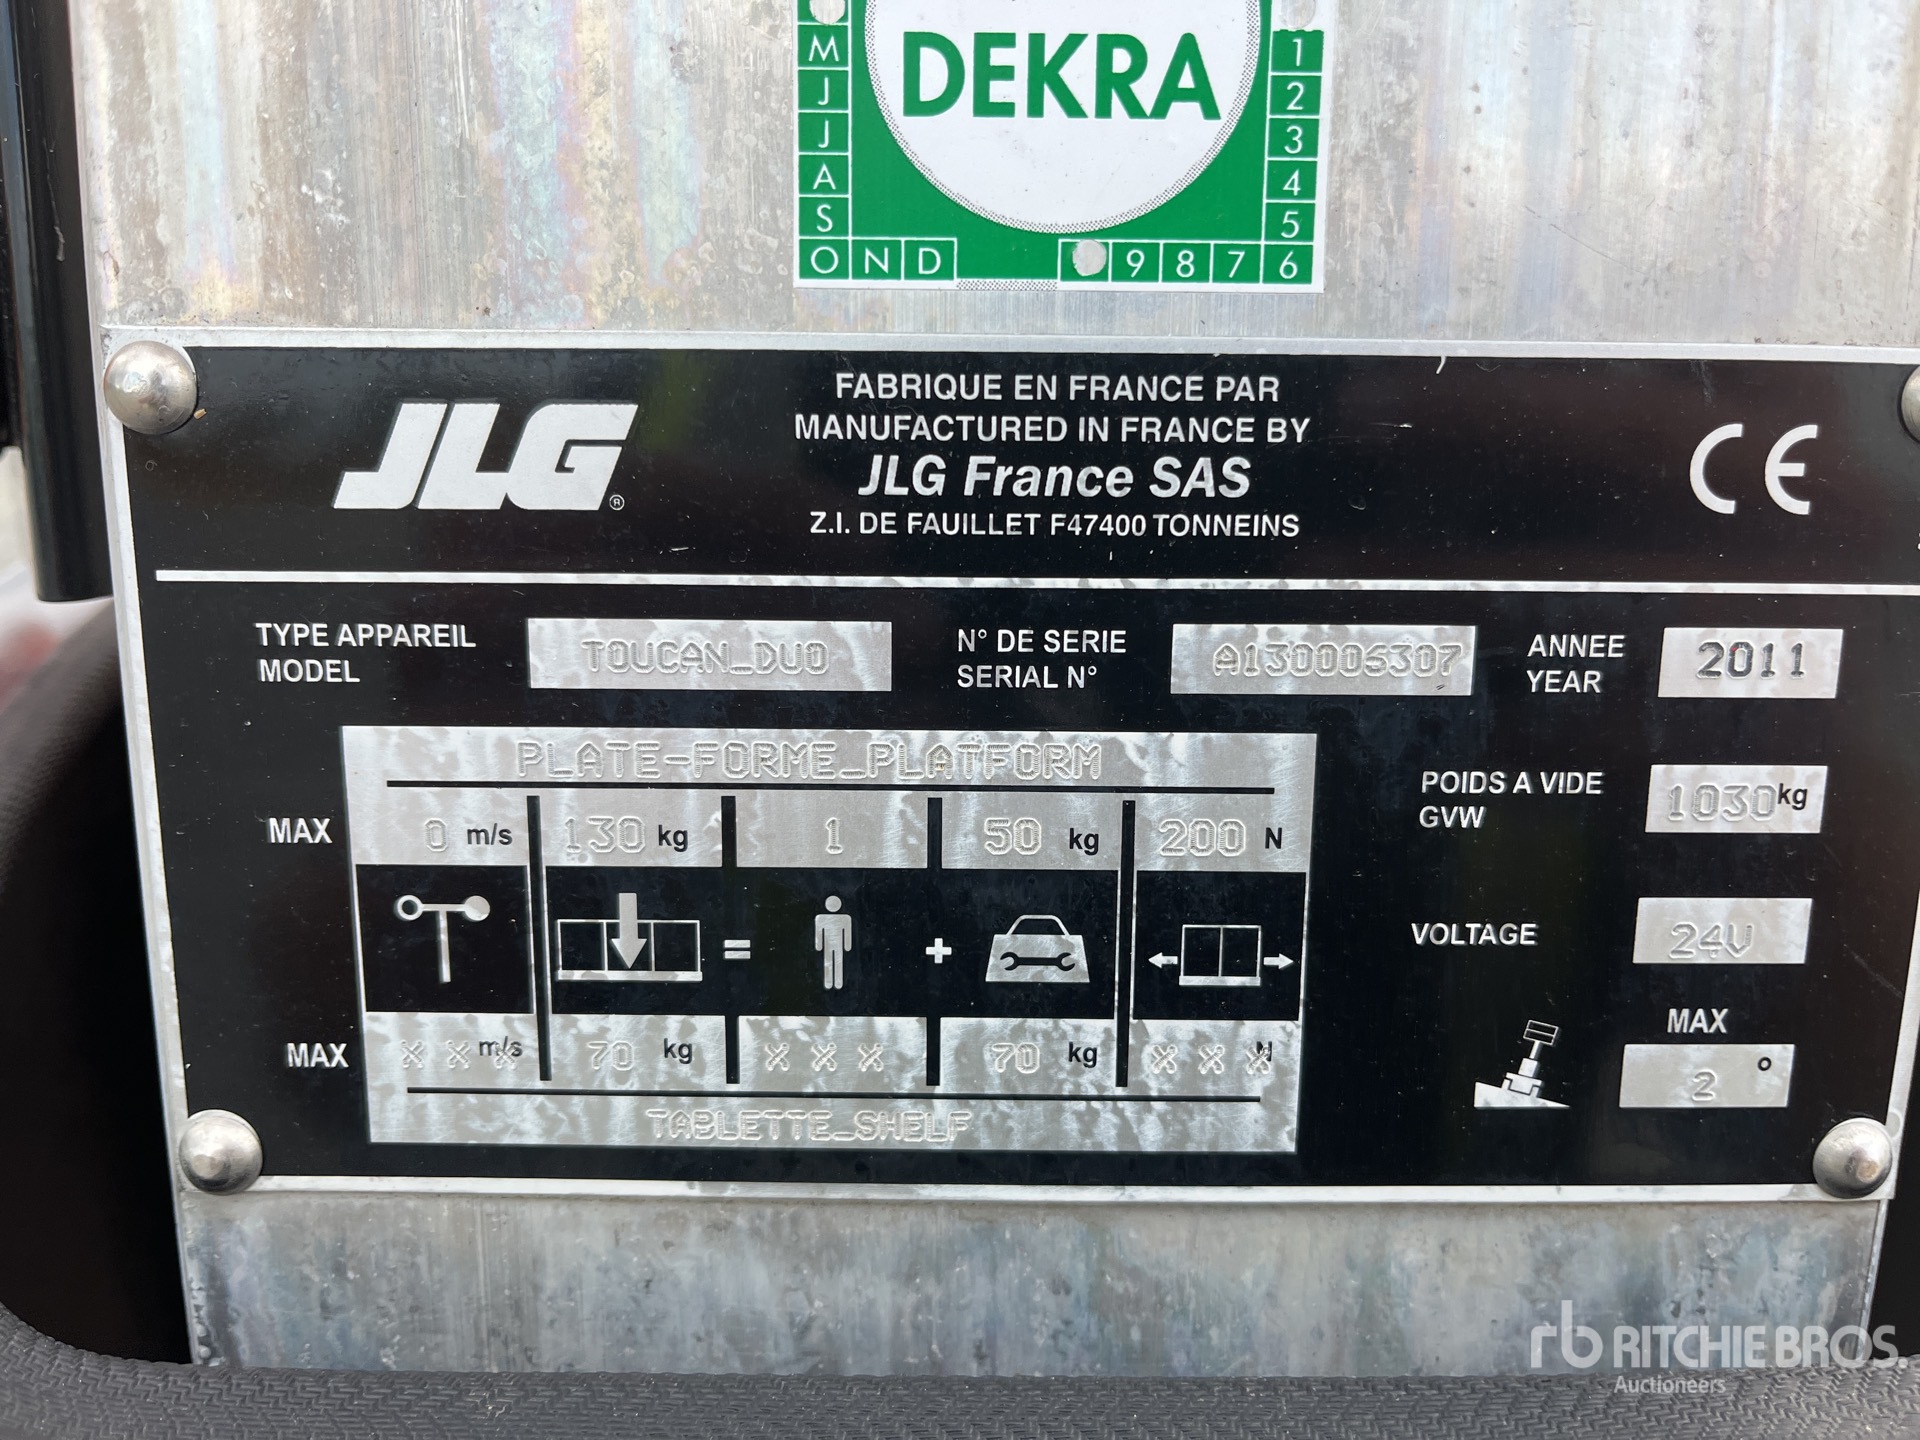 DEKRA
M
J
J
A
S
O N D
1
2
3
4
5
9 8 7 6
JLG®
FABRIQUE EN FRANCE PAR
MANUFACTURED IN FRANCE BY
JLG France SAS
Z.I. DE FAUILLET F47400 TONNEINS
CE
TYPE APPAREIL
MODEL
TOUCAN_DUO
N° DE SERIE
SERIAL N°
A130006307
ANNEE
YEAR
2011
PLATE-FORME_PLATFORM
MAX 0 m/s 130 kg 1 50 kg 200 N
= +
MAX X X X m/s 70 kg X X X 70 kg X X X N
TABLETTE_SHELF
POIDS A VIDE
GVW
1030 kg
VOLTAGE 24V
MAX
2 °
rb RITCHIE BROS.
Auctioneers